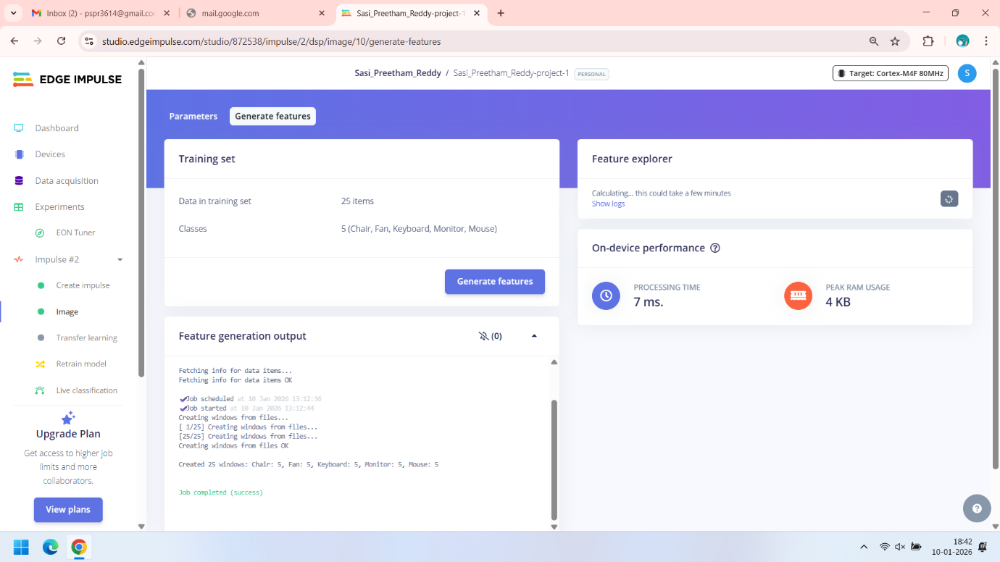 Inbox (2) - pspr3614@gmail.co
mail.google.com
Sasi_Preetham_Reddy-project-1
studio.edgeimpulse.com/studio/872538/impulse/2/dsp/image/10/generate-features
EDGE IMPULSE
Sasi_Preetham_Reddy / Sasi_Preetham_Reddy-project-1 PERSONAL
Target: Cortex-M4F 80MHz
S
Dashboard
Devices
Data acquisition
Experiments
EON Tuner
Impulse #2
Create impulse
Image
Transfer learning
Retrain model
Live classification
Upgrade Plan
Get access to higher job
limits and more
collaborators.
View plans
Parameters
Generate features
Training set
Data in training set 25 items
Classes 5 (Chair, Fan, Keyboard, Monitor, Mouse)
Generate features
Feature generation output
(0)
Fetching info for data items...
Fetching info for data items OK
Job scheduled at 10 Jan 2026 13:12:36
Job started at 10 Jan 2026 13:12:44
Creating windows from files...
[ 1/25] Creating windows from files...
[25/25] Creating windows from files...
Creating windows from files OK
Created 25 windows: Chair: 5, Fan: 5, Keyboard: 5, Monitor: 5, Mouse: 5
Job completed (success)
Feature explorer
Calculating... this could take a few minutes
Show logs
On-device performance
PROCESSING TIME
7 ms.
PEAK RAM USAGE
4 KB
18:42
10-01-2026